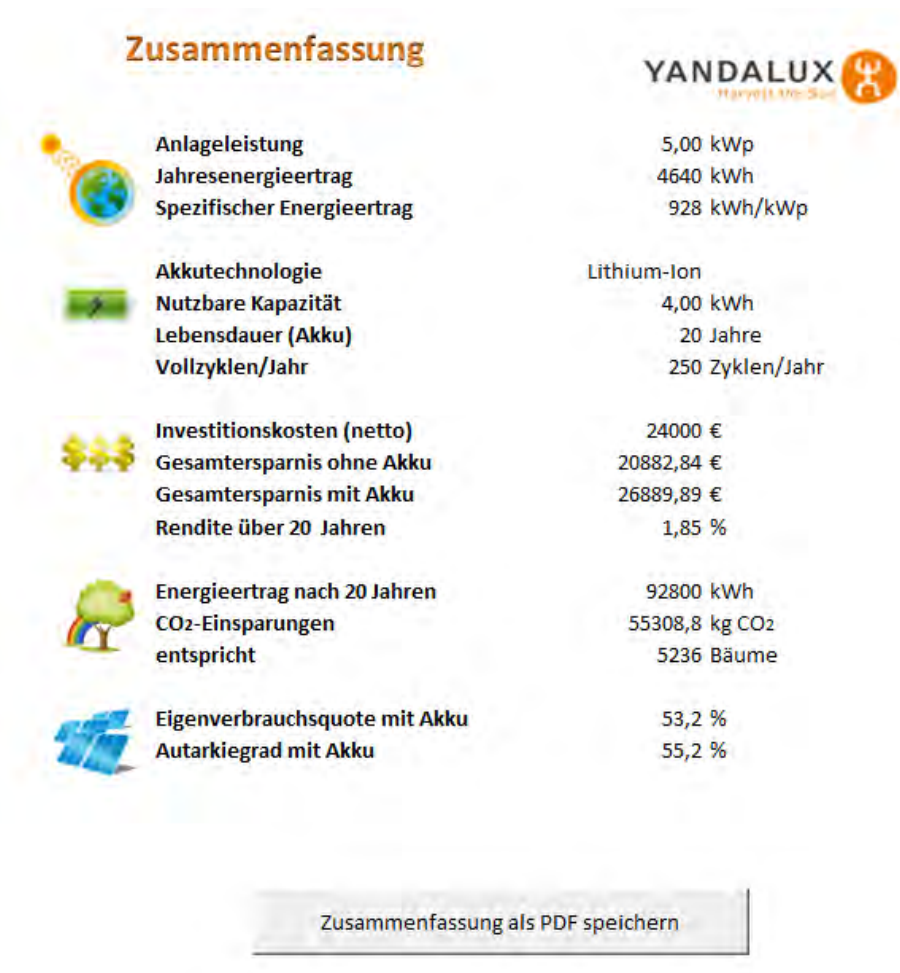 Zusammenfassung
YANDALUX
Harvest the Sun
Anlageleistung 5,00 kWp
Jahresenergieertrag 4640 kWh
Spezifischer Energieertrag 928 kWh/kWp
Akkutechnologie Lithium-Ion
Nutzbare Kapazität 4,00 kWh
Lebensdauer (Akku) 20 Jahre
Vollzyklen/Jahr 250 Zyklen/Jahr
Investitionskosten (netto) 24000 €
Gesamtersparnis ohne Akku 20882,84 €
Gesamtersparnis mit Akku 26889,89 €
Rendite über 20 Jahren 1,85 %
Energieertrag nach 20 Jahren 92800 kWh
CO2-Einsparungen 55308,8 kg CO2
entspricht 5236 Bäume
Eigenverbrauchsquote mit Akku 53,2 %
Autarkiegrad mit Akku 55,2 %
Zusammenfassung als PDF speichern